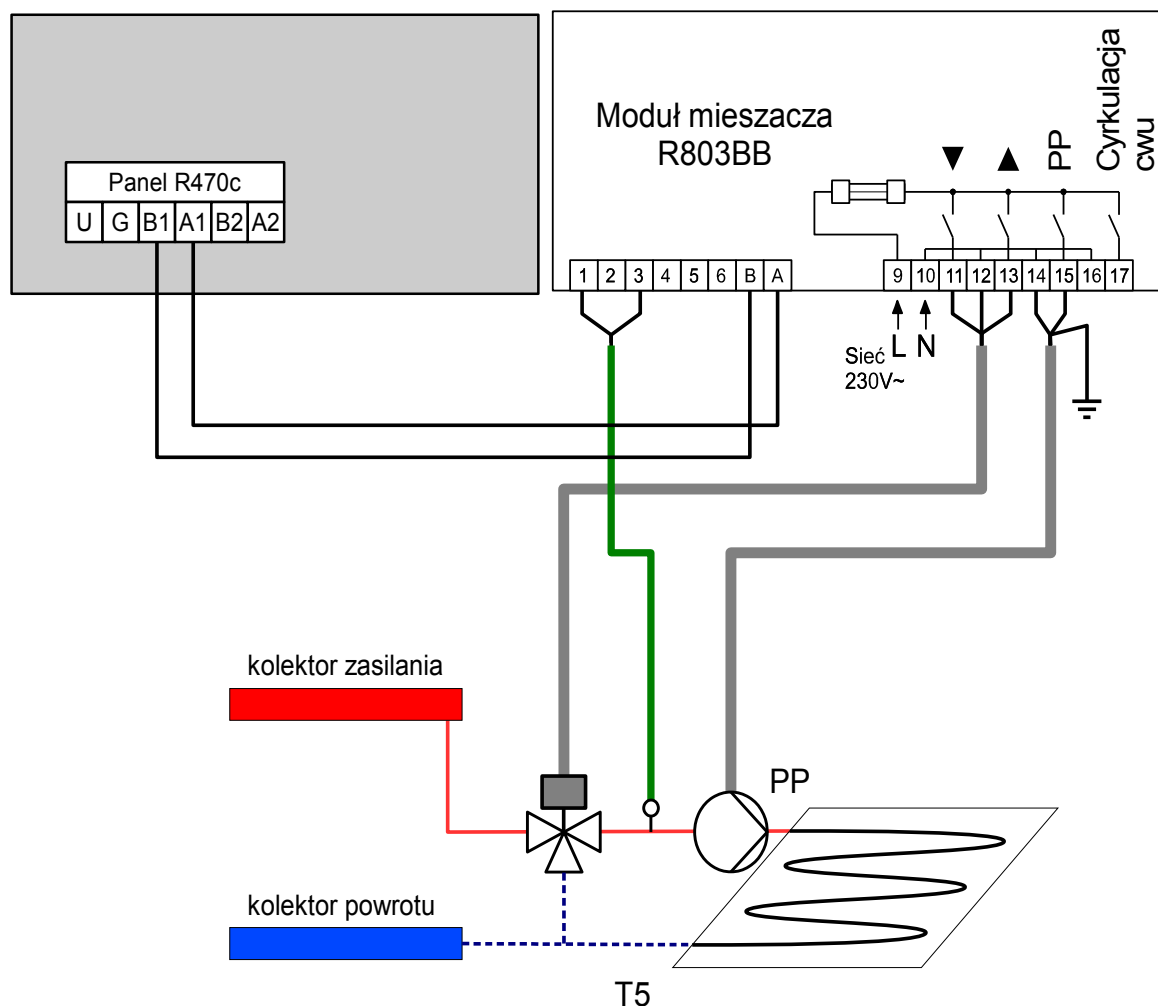 Panel R470c
U G B1 A1 B2 A2
Moduł mieszacza
R803BB
▼ ▲ PP Cyrkulacja
cwu
1 2 3 4 5 6 B A
9 10 11 12 13 14 15 16 17
Sieć
230V~
L N
kolektor zasilania
PP
kolektor powrotu
T5